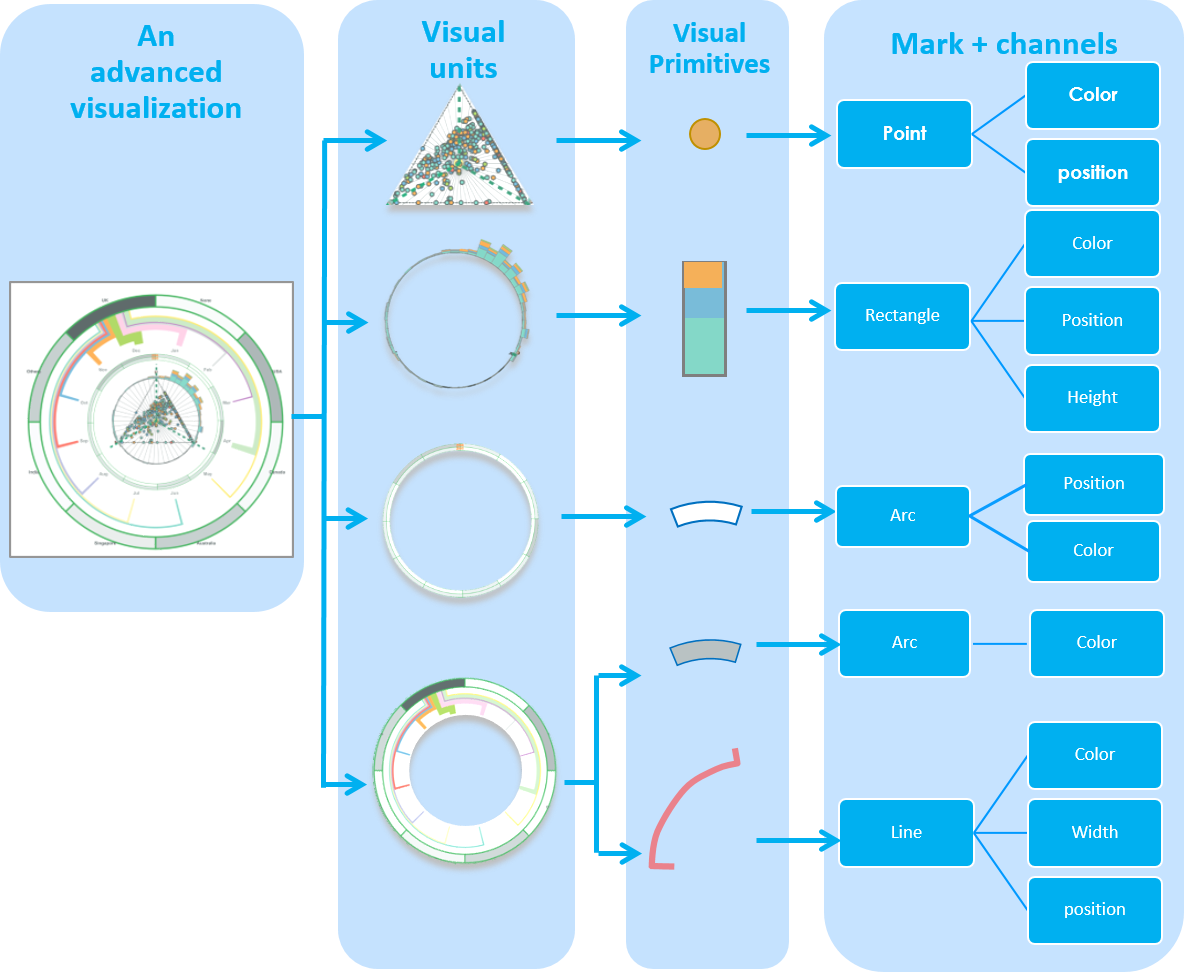 An
advanced
visualization
Visual
units
Visual
Primitives
Mark + channels
Point
Color
position
Rectangle
Color
Position
Height
Arc
Position
Color
Arc
Color
Line
Color
Width
position